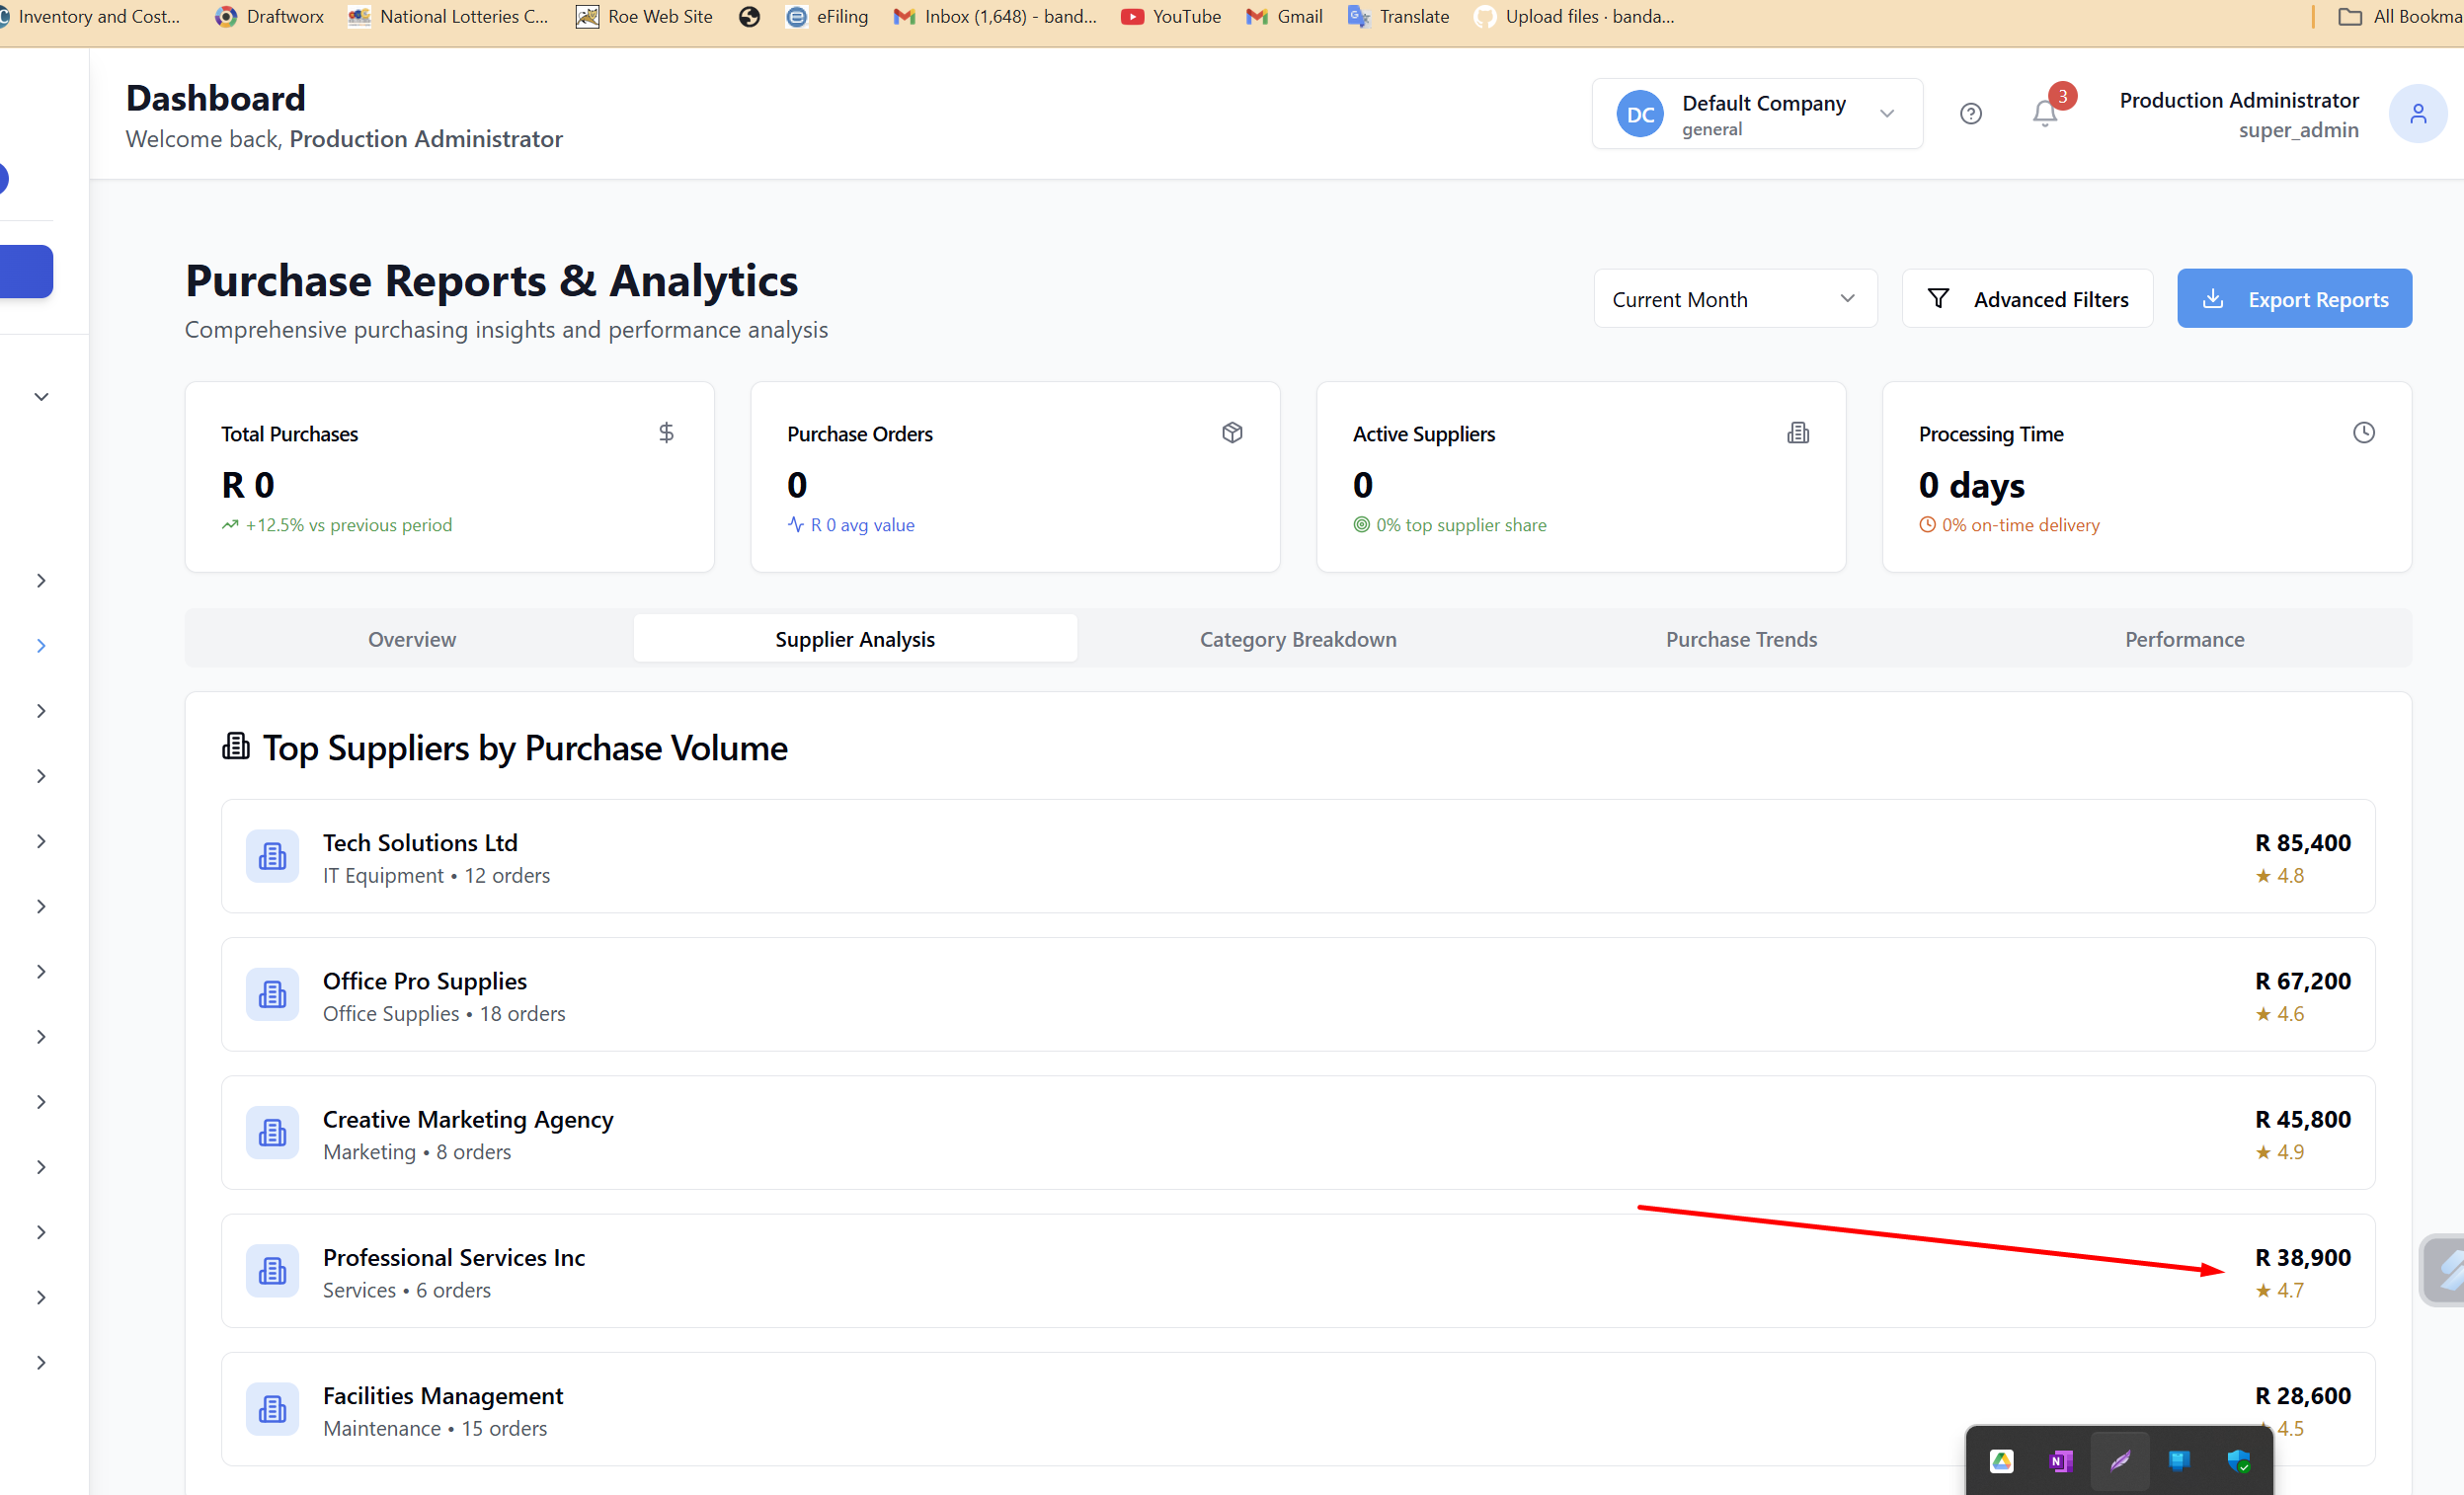 Inventory and Cost... Draftworx National Lotteries C... Roe Web Site eFiling Inbox (1,648) - band... YouTube Gmail Translate Upload files · banda... All Bookma
Dashboard
Welcome back, Production Administrator
DC
Default Company
general
3
Production Administrator
super_admin
Purchase Reports & Analytics
Comprehensive purchasing insights and performance analysis
Current Month
Advanced Filters
Export Reports
Total Purchases
R 0
+12.5% vs previous period
Purchase Orders
0
R 0 avg value
Active Suppliers
0
0% top supplier share
Processing Time
0 days
0% on-time delivery
Overview Supplier Analysis Category Breakdown Purchase Trends Performance
Top Suppliers by Purchase Volume
Tech Solutions Ltd
IT Equipment • 12 orders
R 85,400
★ 4.8
Office Pro Supplies
Office Supplies • 18 orders
R 67,200
★ 4.6
Creative Marketing Agency
Marketing • 8 orders
R 45,800
★ 4.9
Professional Services Inc
Services • 6 orders
R 38,900
★ 4.7
Facilities Management
Maintenance • 15 orders
R 28,600
4.5